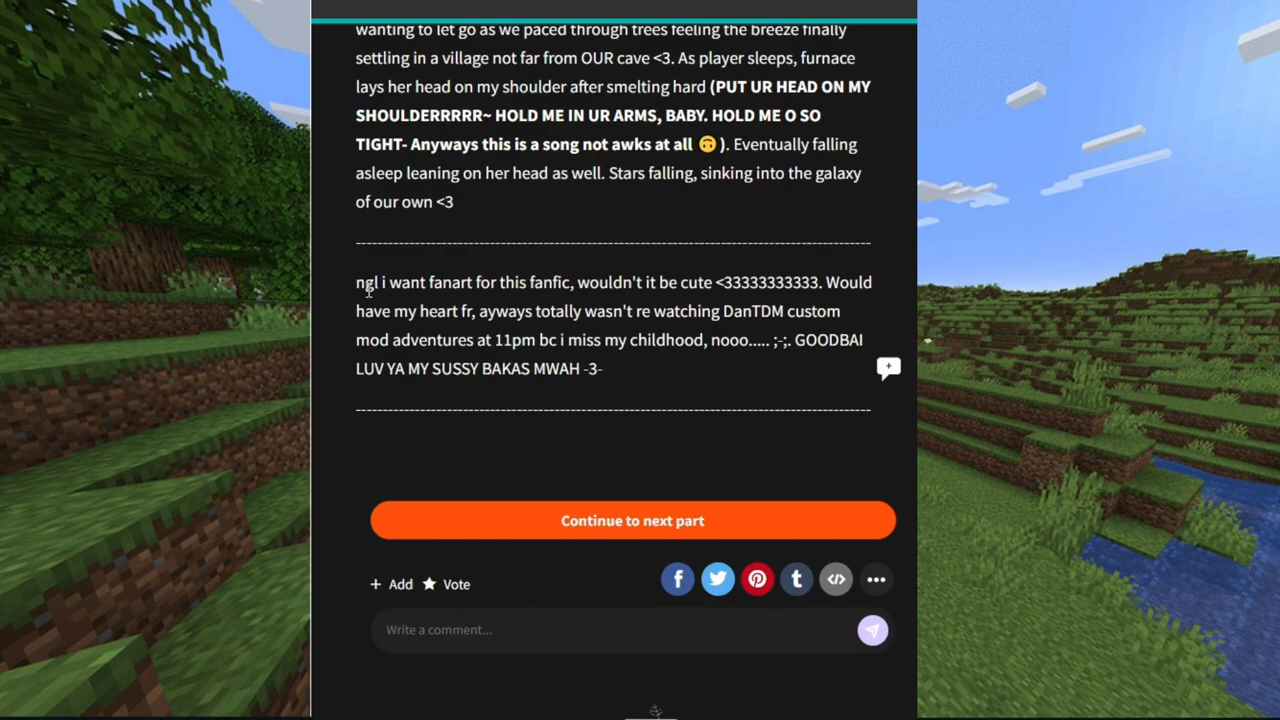 wanting to let go as we paced through trees feeling the breeze finally
settling in a village not far from OUR cave <3. As player sleeps, furnace
lays her head on my shoulder after smelting hard (PUT UR HEAD ON MY
SHOULDERRRRR~ HOLD ME IN UR ARMS, BABY. HOLD ME O SO
TIGHT- Anyways this is a song not awks at all 🙃 ). Eventually falling
asleep leaning on her head as well. Stars falling, sinking into the galaxy
of our own <3
----------------------------------------------------------------------------------------------------
ngl i want fanart for this fanfic, wouldn't it be cute <33333333333. Would
have my heart fr, ayways totally wasn't re watching DanTDM custom
mod adventures at 11pm bc i miss my childhood, nooo..... ;-;. GOODBAI
LUV YA MY SUSSY BAKAS MWAH -3-
----------------------------------------------------------------------------------------------------
Continue to next part
+ Add ★ Vote
Write a comment...